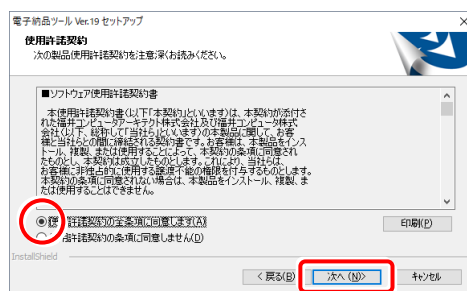 電子納品ツール Ver.19 セットアップ
使用許諾契約
次の製品使用許諾契約を注意深くお読みください。
■ソフトウェア使用許諾契約書
本使用許諾契約書(以下「本契約」といいます)は、本契約が添付さ
れた福井コンピュータアーキテクト株式会社及び福井コンピュータ株式
会社(以下、総称して「当社ら」といいます)の本製品に関して、お客
様と当社らとの間に締結される契約書です。お客様は、本製品をインス
トール、複製、または使用することによって、本契約の条項に同意され
たものとし、本契約は成立したものとします。これにより、当社らは、
お客様に非独占的に使用する譲渡不能の権限を付与するものとします。
本契約の条項に同意されない場合は、本製品をインストール、複製、ま
たは使用することはできません。
使用許諾契約の全条項に同意します(A)
印刷(P)
許諾契約の条項に同意しません(D)
InstallShield
< 戻る(B)
次へ (N)>
キャンセル